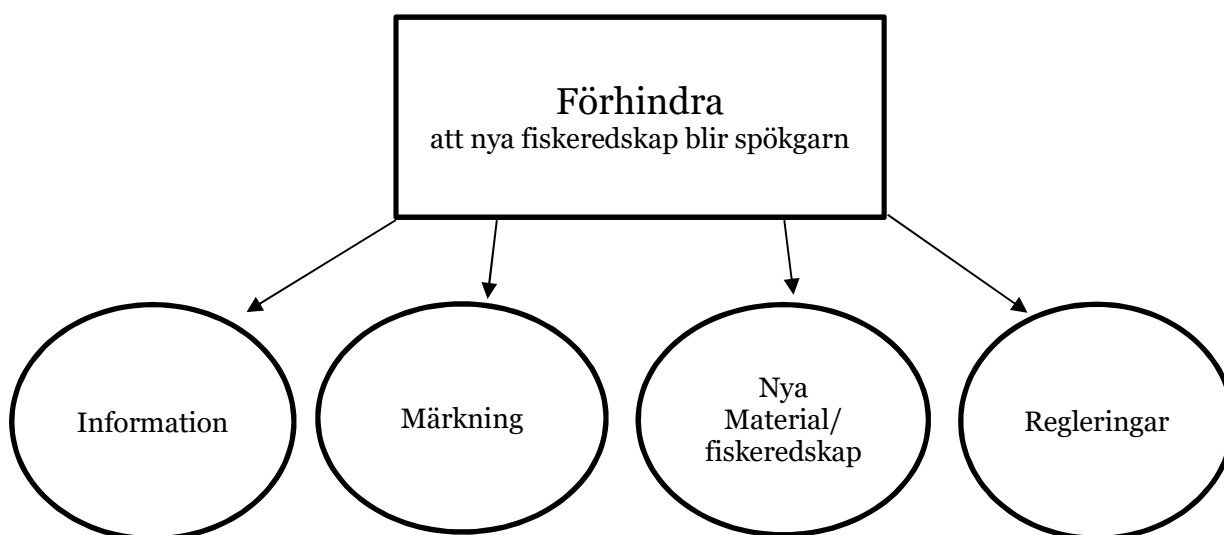 Förhindra
att nya fiskeredskap blir spökgarn
Information
Märkning
Nya
Material/
fiskeredskap
Regleringar